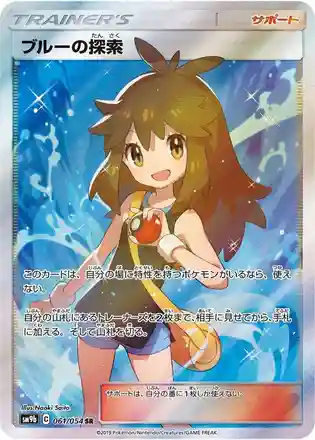 TRAINER'S
サポート
ブルーの探索
たん さく
このカードは、自分の場に特性を持つポケモンがいるなら、使え
ない。
自分の山札にあるトレーナーズを2枚まで、相手に見せてから、手札
に加える。そして山札を切る。
Illus. Naoki Saito
サポートは、自分の番に1枚しか使えない。
sm9b C 061/054 SR
©2019 Pokémon/Nintendo/Creatures/GAME FREAK.